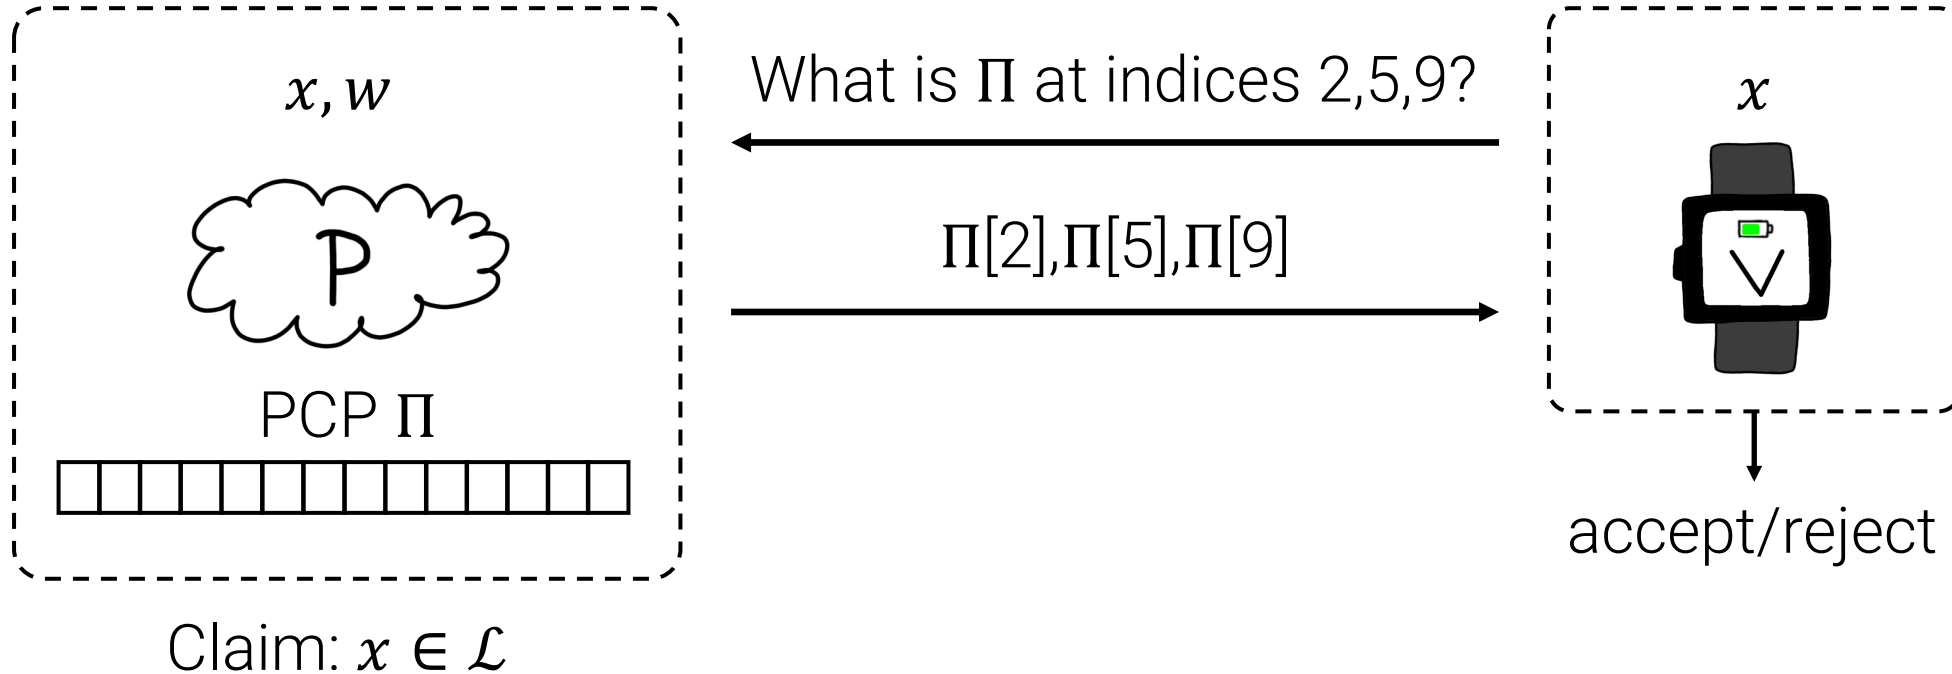 x, w
P
PCP Π
Claim: x ∈ ℒ
What is Π at indices 2,5,9?
Π[2],Π[5],Π[9]
x
V
accept/reject